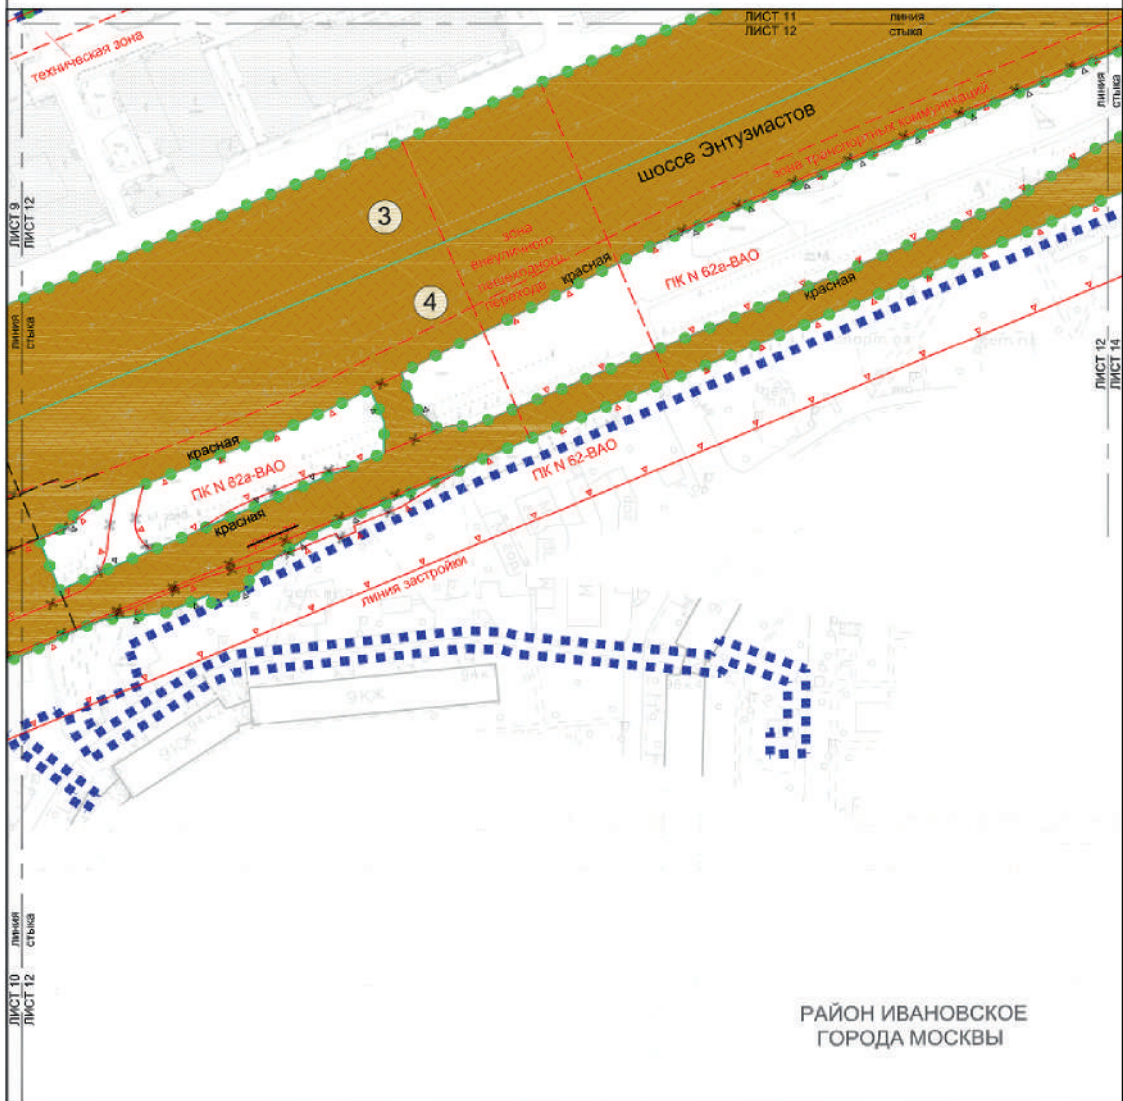 ЛИСТ 11
ЛИСТ 12
линия
стыка
техническая зона
линия
стыка
шоссе Энтузиастов
зона транспортных коммуникаций
ЛИСТ 9
ЛИСТ 12
3
зона
внеуличного
пешеходного
перехода
красная
ПК N 62а-ВАО
красная
4
линия
стыка
ЛИСТ 12
ЛИСТ 14
красная
ПК N 62а-ВАО
ПК N 62-ВАО
красная
линия застройки
9КЖ
9КЖ
линия
стыка
ЛИСТ 10
ЛИСТ 12
РАЙОН ИВАНОВСКОЕ
ГОРОДА МОСКВЫ